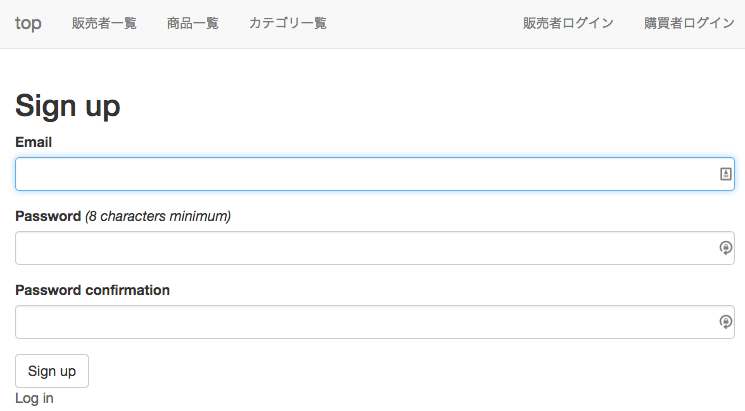 top 販売者一覧 商品一覧 カテゴリ一覧 販売者ログイン 購買者ログイン
Sign up
Email
Password (8 characters minimum)
Password confirmation
Sign up
Log in